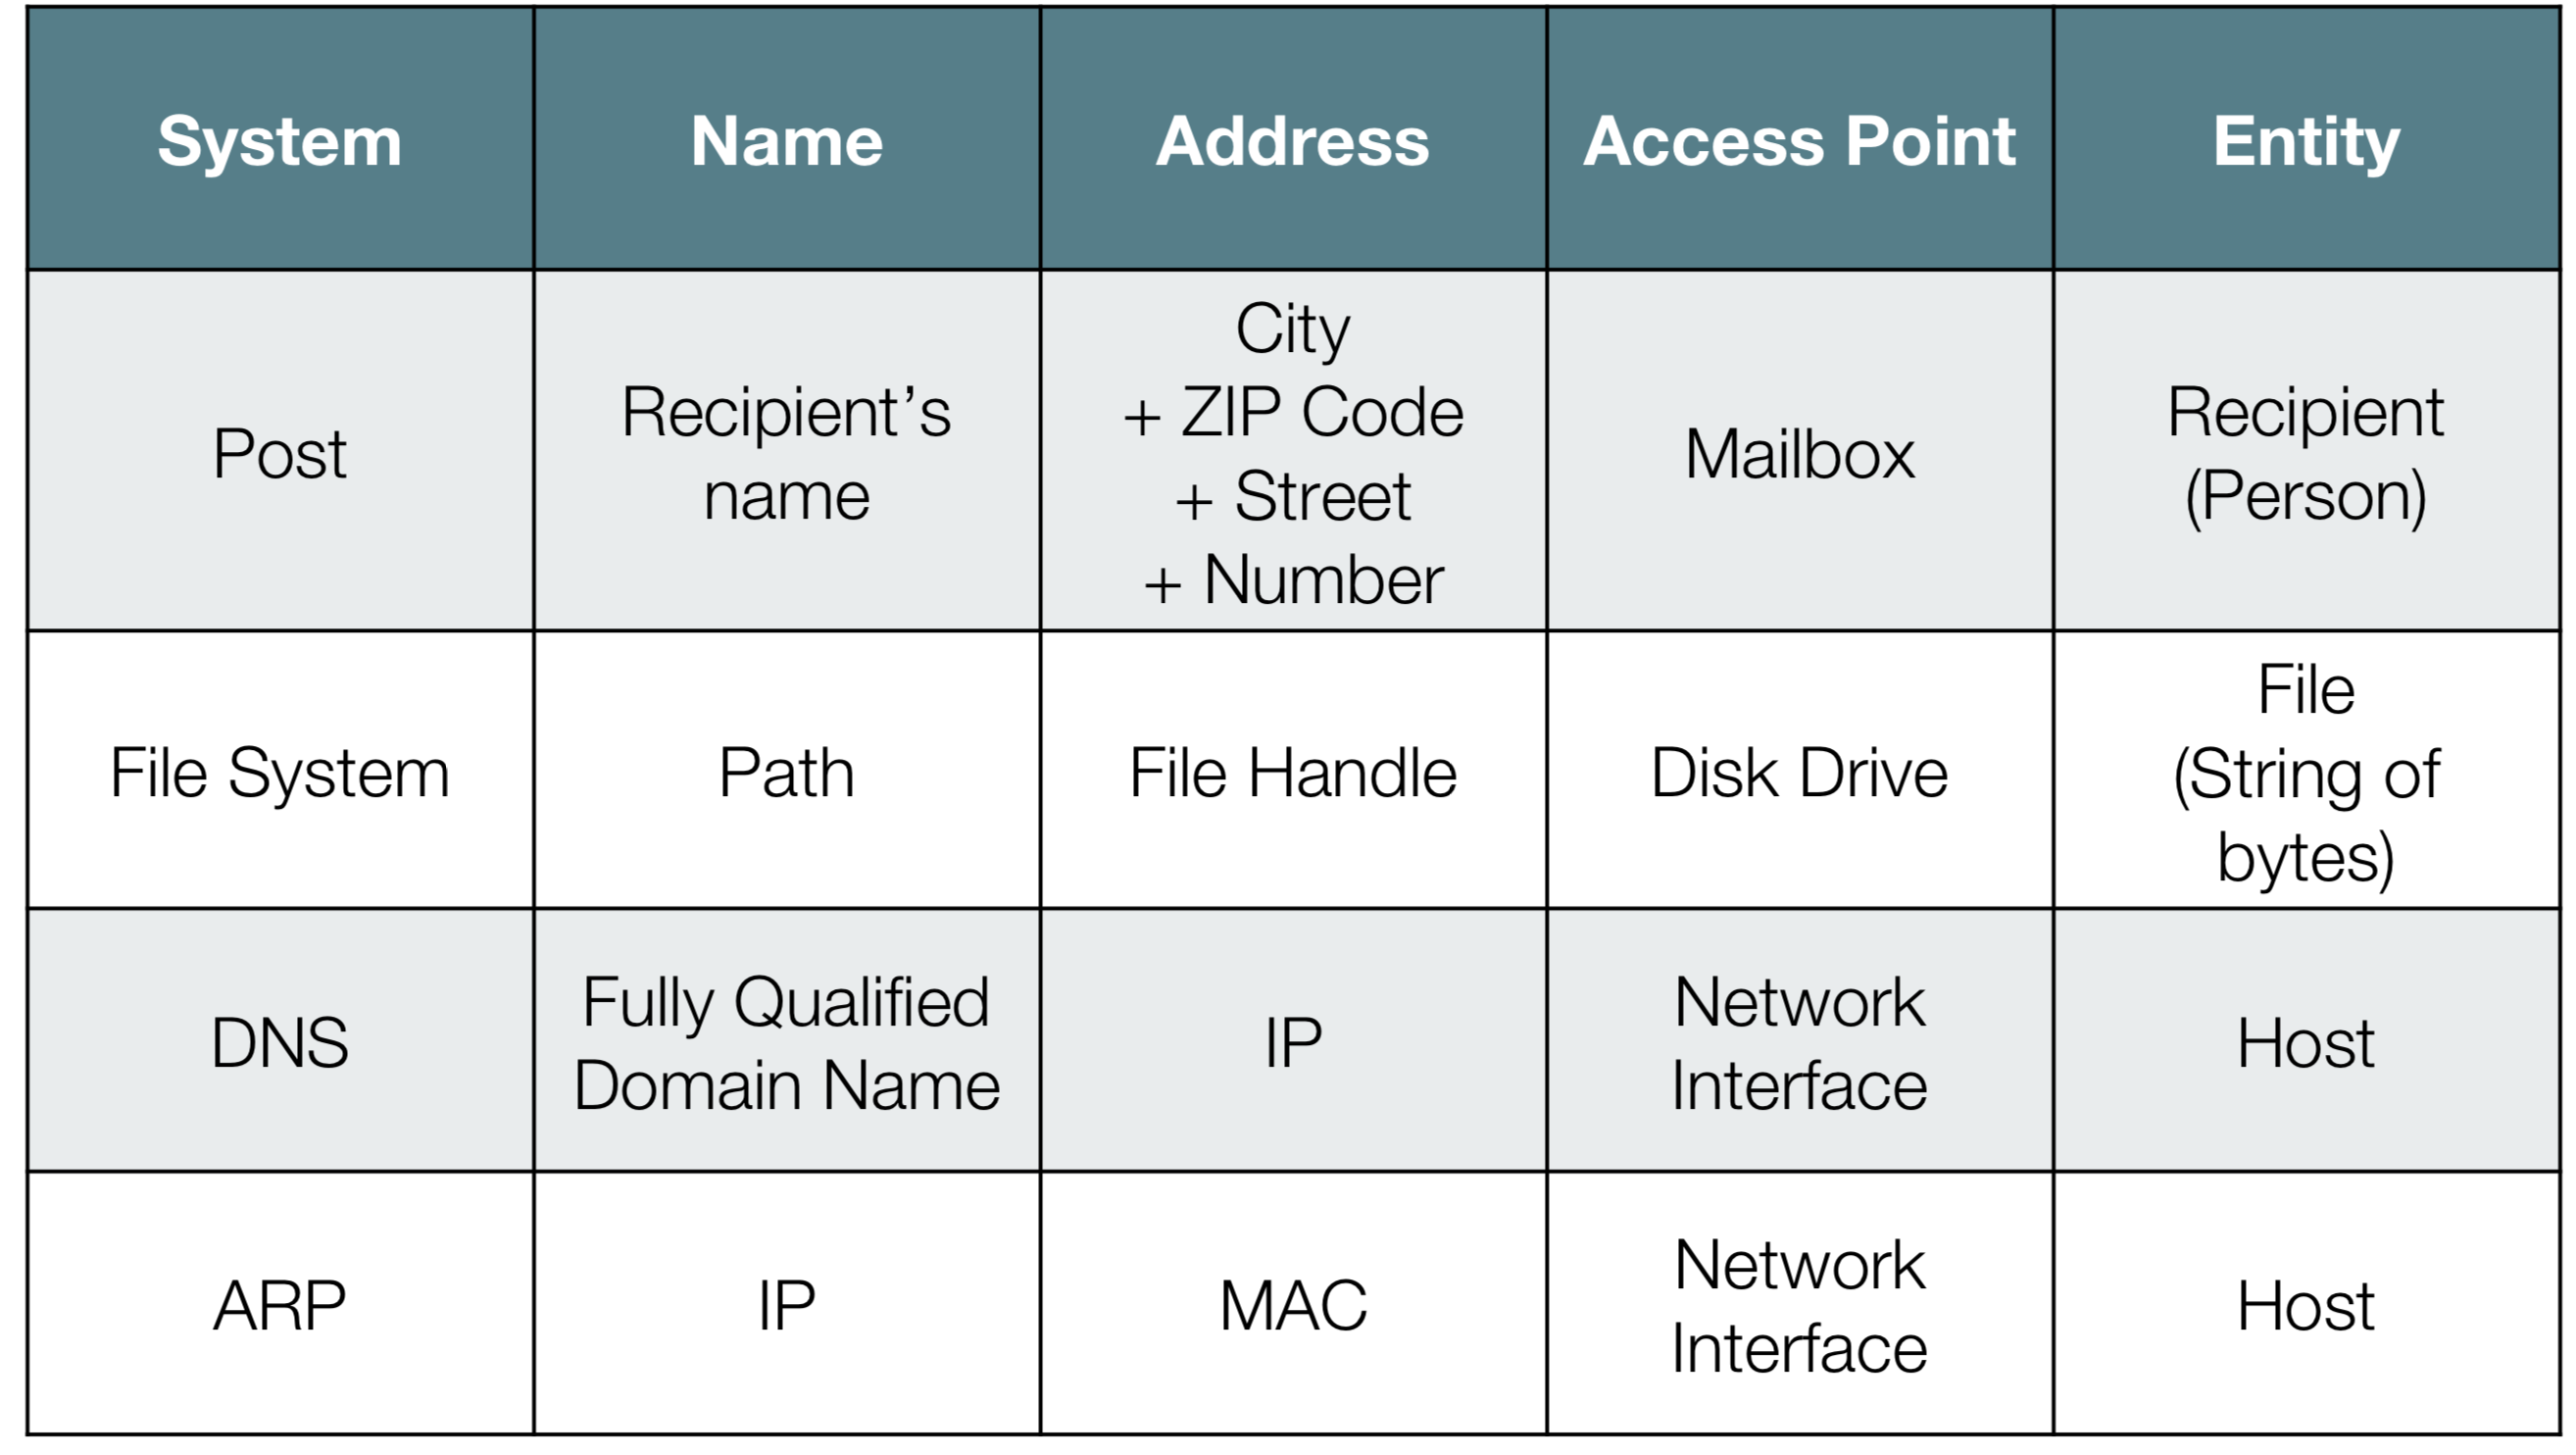 System
Name
Address
Access Point
Entity
Post
Recipient’s
name
City
+ ZIP Code
+ Street
+ Number
Mailbox
Recipient
(Person)
File System
Path
File Handle
Disk Drive
File
(String of
bytes)
DNS
Fully Qualified
Domain Name
IP
Network
Interface
Host
ARP
IP
MAC
Network
Interface
Host